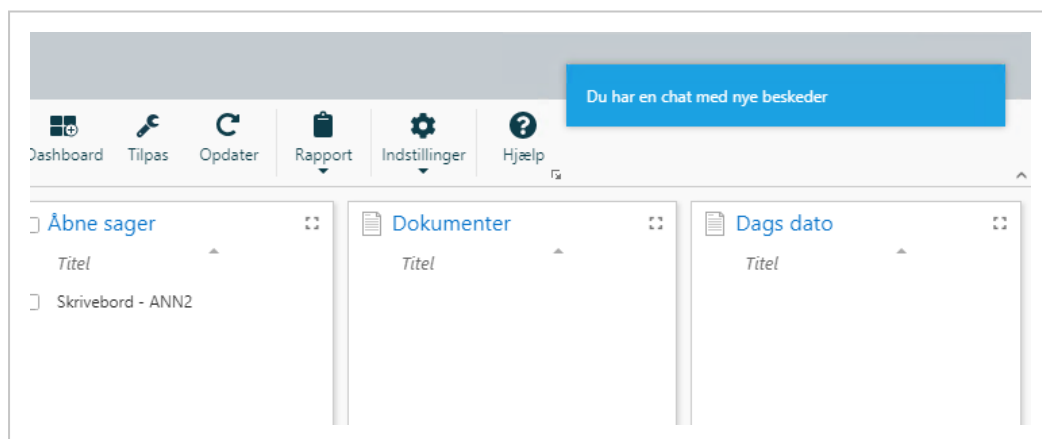 Du har en chat med nye beskeder
Dashboard Tilpas Opdater Rapport Indstillinger Hjælp
Åbne sager Dokumenter Dags dato
Titel Titel Titel
Skrivebord - ANN2